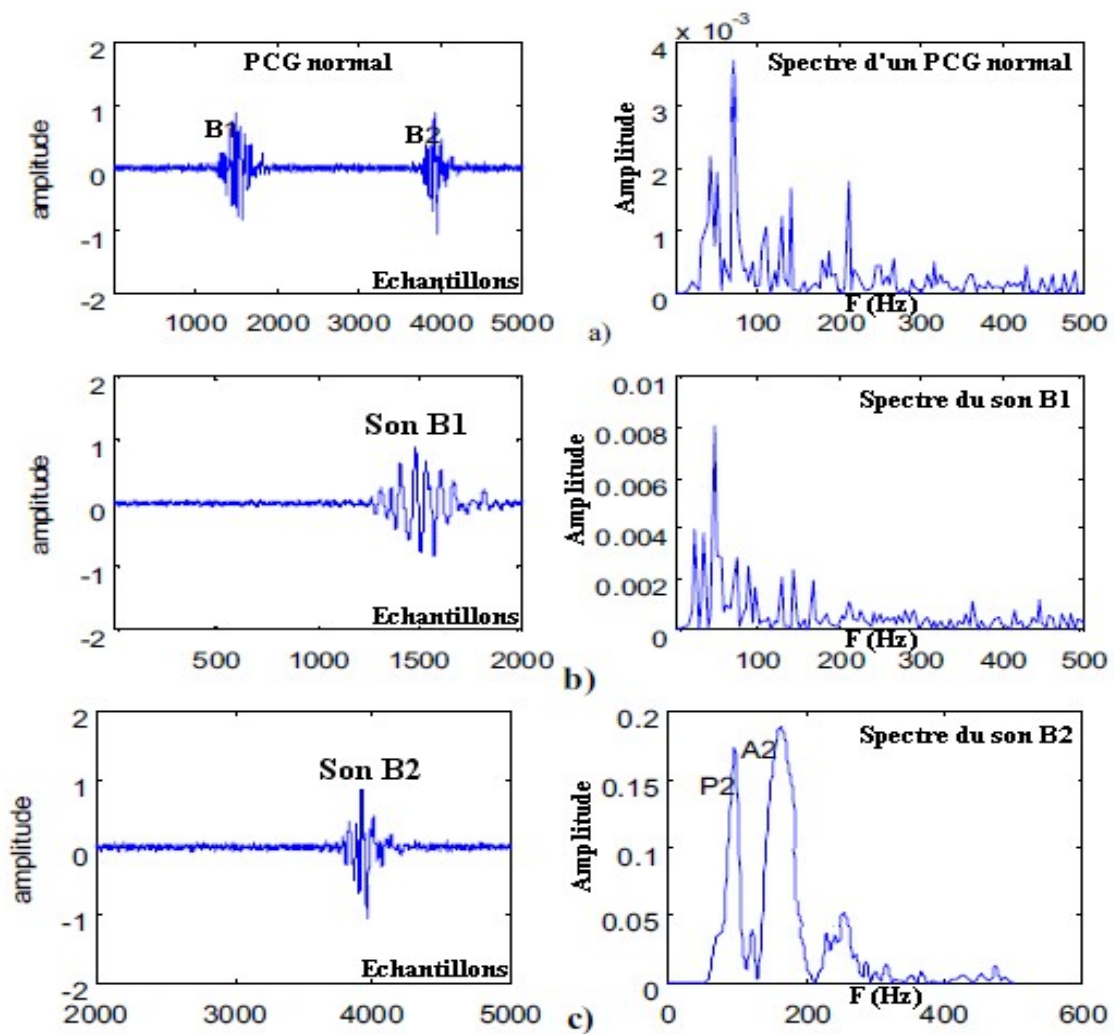 PCG normal
2
1
0
-1
-2
amplitude
B1
B2
Echantillons
1000 2000 3000 4000 5000
× 10⁻³
Spectre d'un PCG normal
4
3
2
1
0
Amplitude
F (Hz)
100 200 300 400 500
a)
2
1
0
-1
-2
amplitude
Son B1
Echantillons
500 1000 1500 2000
0.01
0.008
0.006
0.004
0.002
0
Amplitude
Spectre du son B1
F (Hz)
100 200 300 400 500
b)
2
1
0
-1
-2
amplitude
Son B2
Echantillons
2000 3000 4000 5000
0.2
0.15
0.1
0.05
0
Amplitude
Spectre du son B2
A2
P2
F (Hz)
0 200 400 600
c)